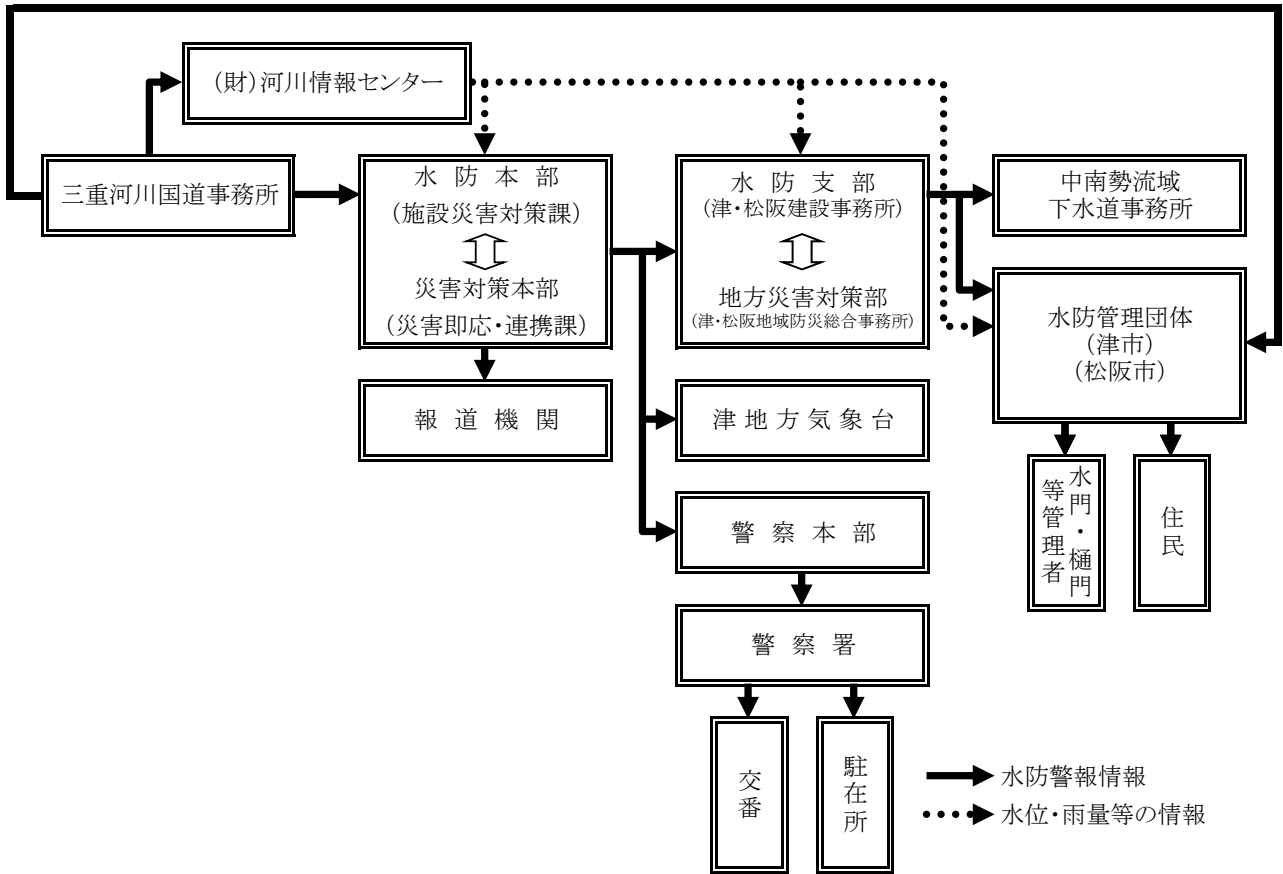 (財)河川情報センター
三重河川国道事務所
水防本部
(施設災害対策課)
災害対策本部
(災害即応・連携課)
水防支部
(津・松阪建設事務所)
地方災害対策部
(津・松阪地域防災総合事務所)
中南勢流域
下水道事務所
水防管理団体
(津市)
(松阪市)
報道機関
津地方気象台
警察本部
警察署
水門・樋門
等管理者
住民
交番
駐在所
水防警報情報
水位・雨量等の情報